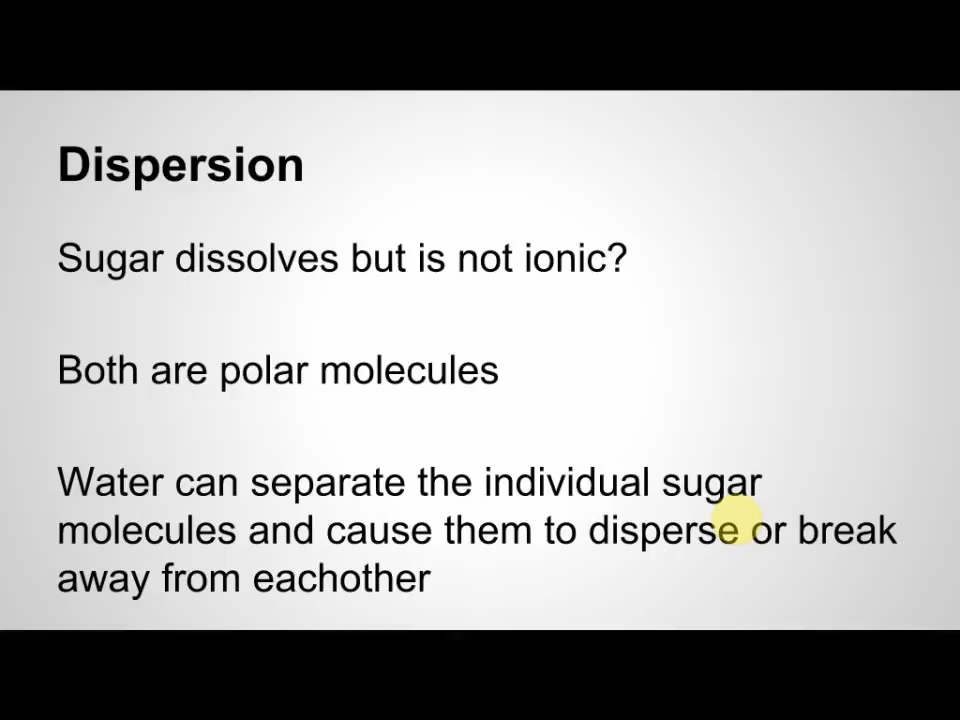 Dispersion
Sugar dissolves but is not ionic?
Both are polar molecules
Water can separate the individual sugar
molecules and cause them to disperse or break
away from eachother